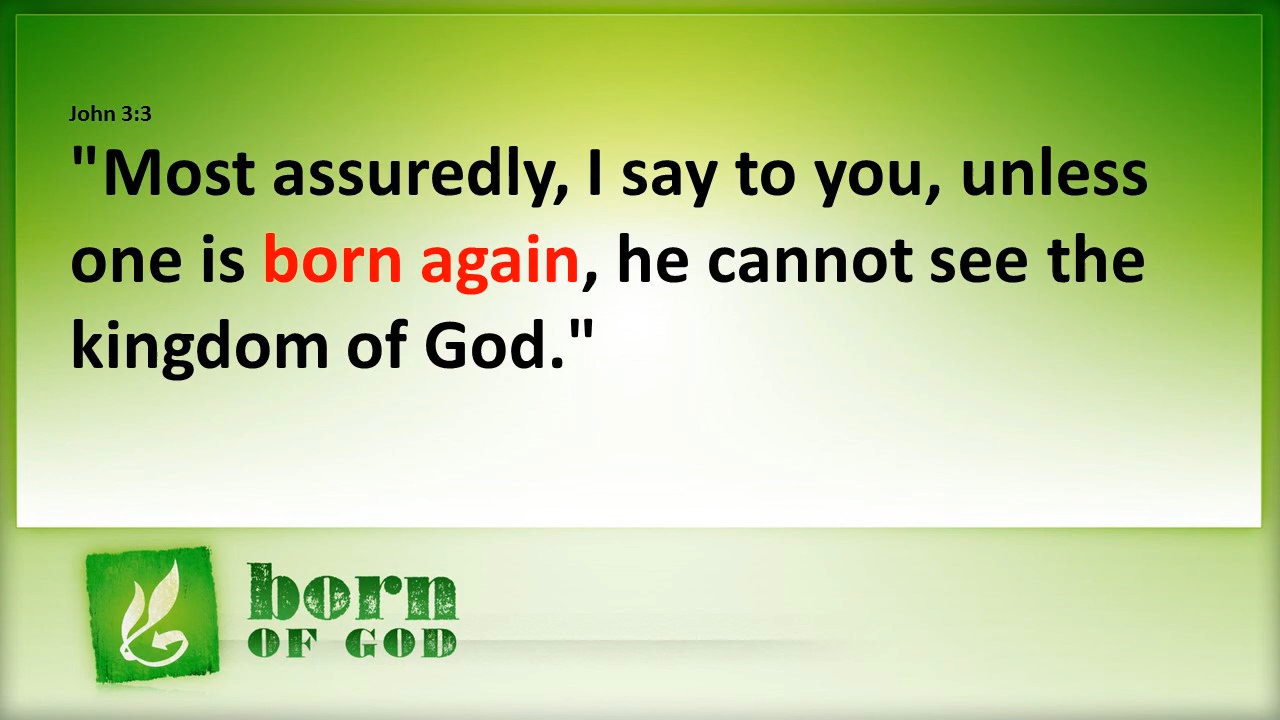 John 3:3
"Most assuredly, I say to you, unless
one is born again, he cannot see the
kingdom of God."
born
OF GOD